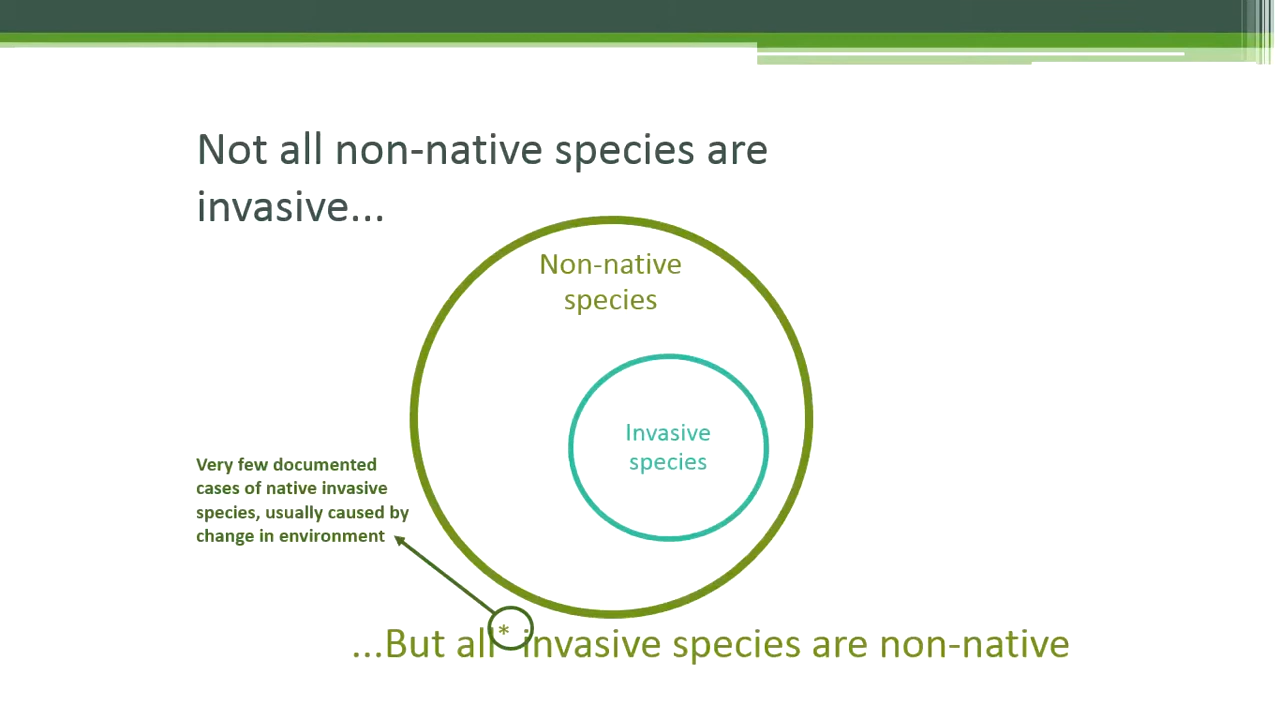 Not all non-native species are
invasive...
Non-native
species
Invasive
species
Very few documented
cases of native invasive
species, usually caused by
change in environment
...But all* invasive species are non-native